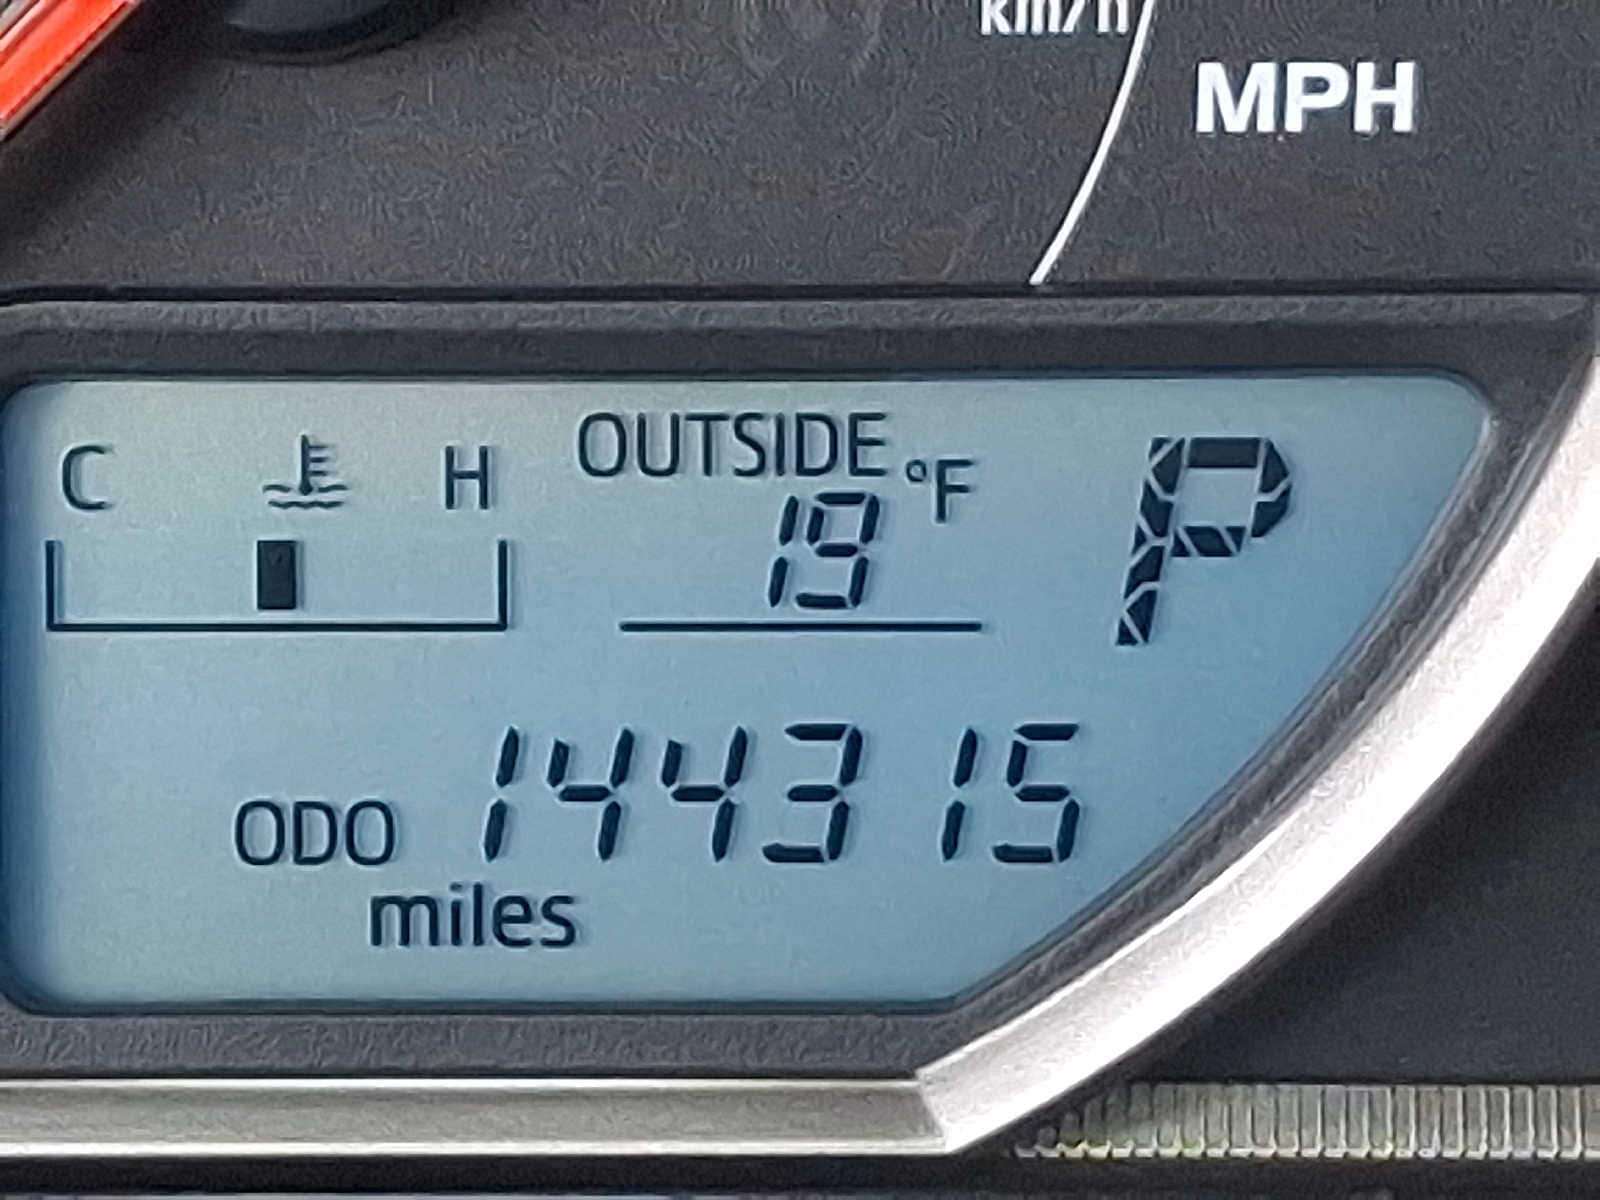 km/h
MPH
C H OUTSIDE °F P
19
ODO 144315
miles